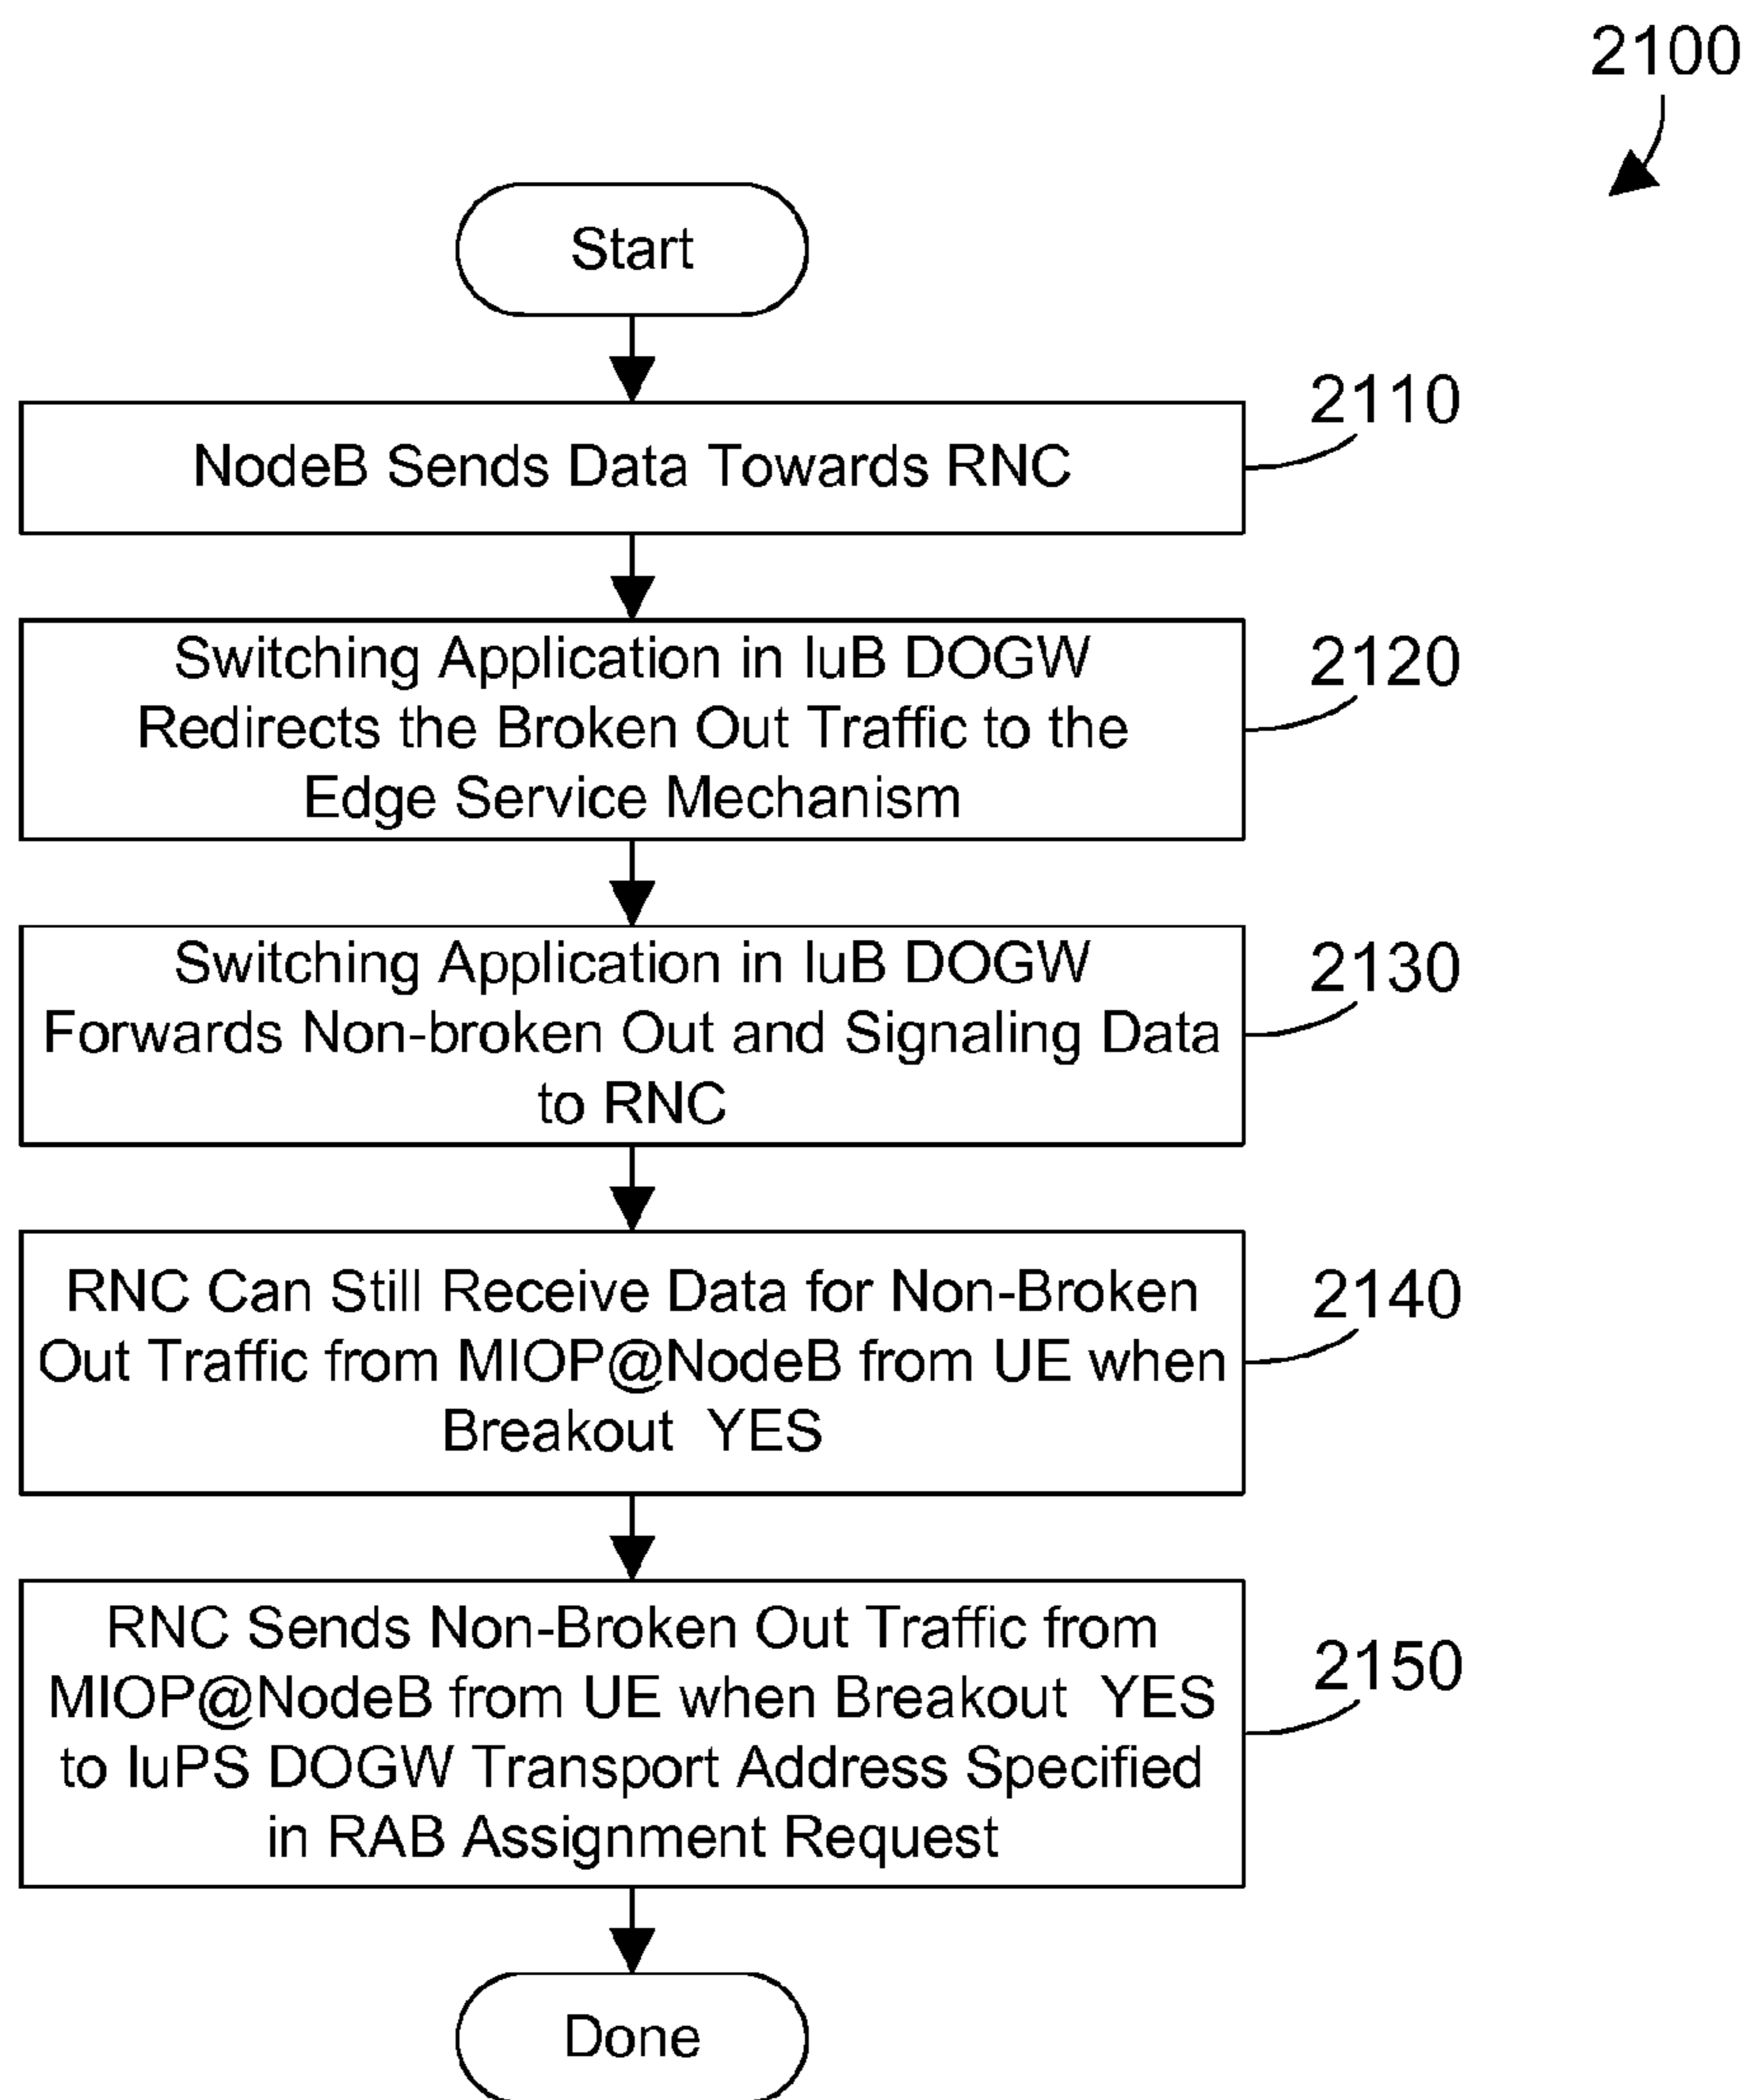 2100
Start
2110
NodeB Sends Data Towards RNC
2120
Switching Application in IuB DOGW
Redirects the Broken Out Traffic to the
Edge Service Mechanism
2130
Switching Application in IuB DOGW
Forwards Non-broken Out and Signaling Data
to RNC
2140
RNC Can Still Receive Data for Non-Broken
Out Traffic from MIOP@NodeB from UE when
Breakout YES
2150
RNC Sends Non-Broken Out Traffic from
MIOP@NodeB from UE when Breakout YES
to IuPS DOGW Transport Address Specified
in RAB Assignment Request
Done